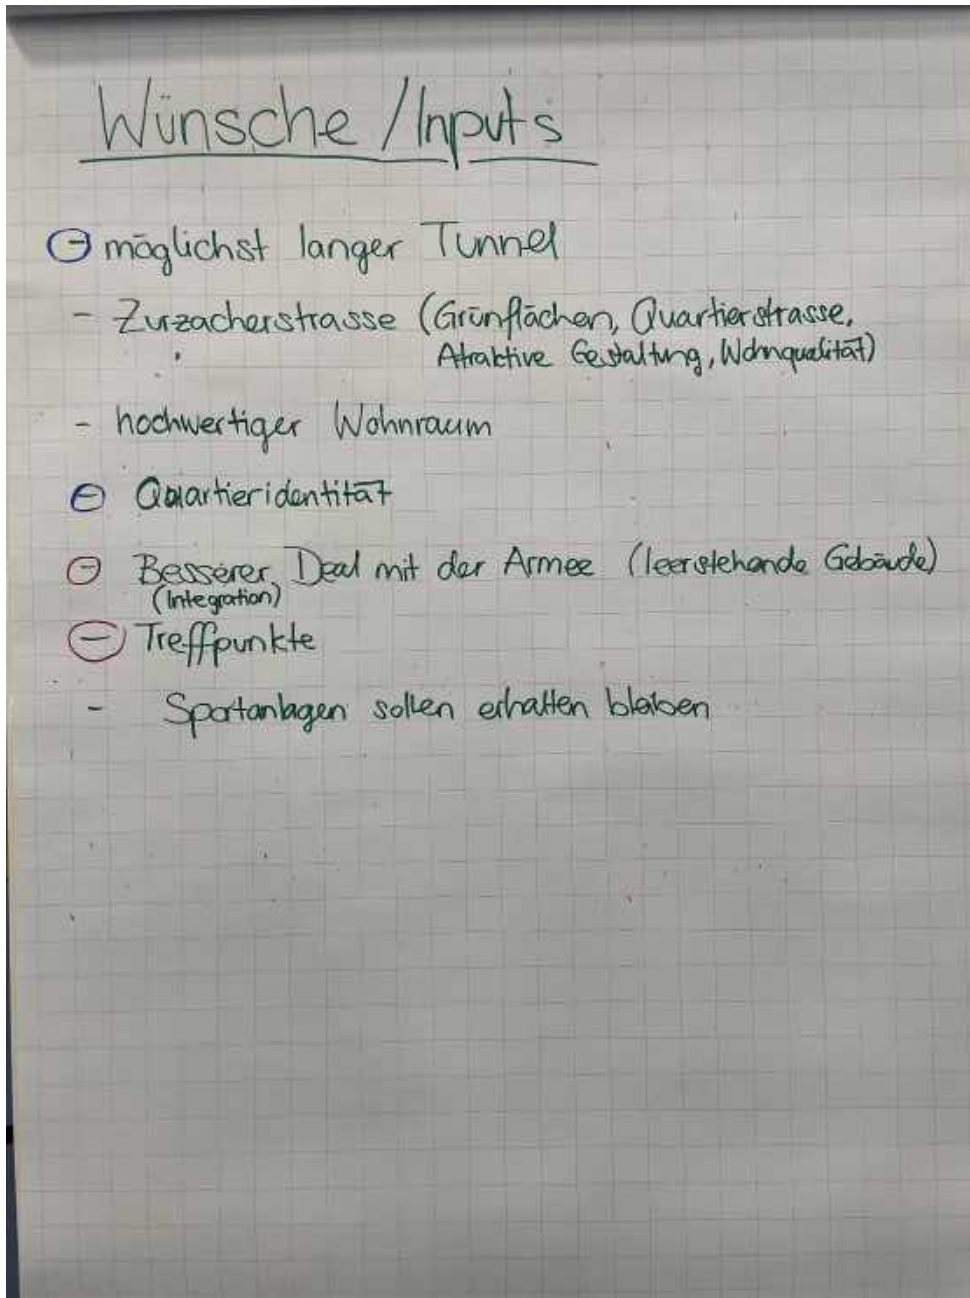 Wünsche / Inputs
- möglichst langer Tunnel
- Zurzacherstrasse (Grünflächen, Quartierstrasse,
Atraktive Gestaltung, Wohnqualität)
- hochwertiger Wohnraum
- Quartieridentität
- Besserer Deal mit der Armee (leerstehende Gebäude)
(Integration)
- Treffpunkte
- Sportanlagen sollen erhalten bleiben